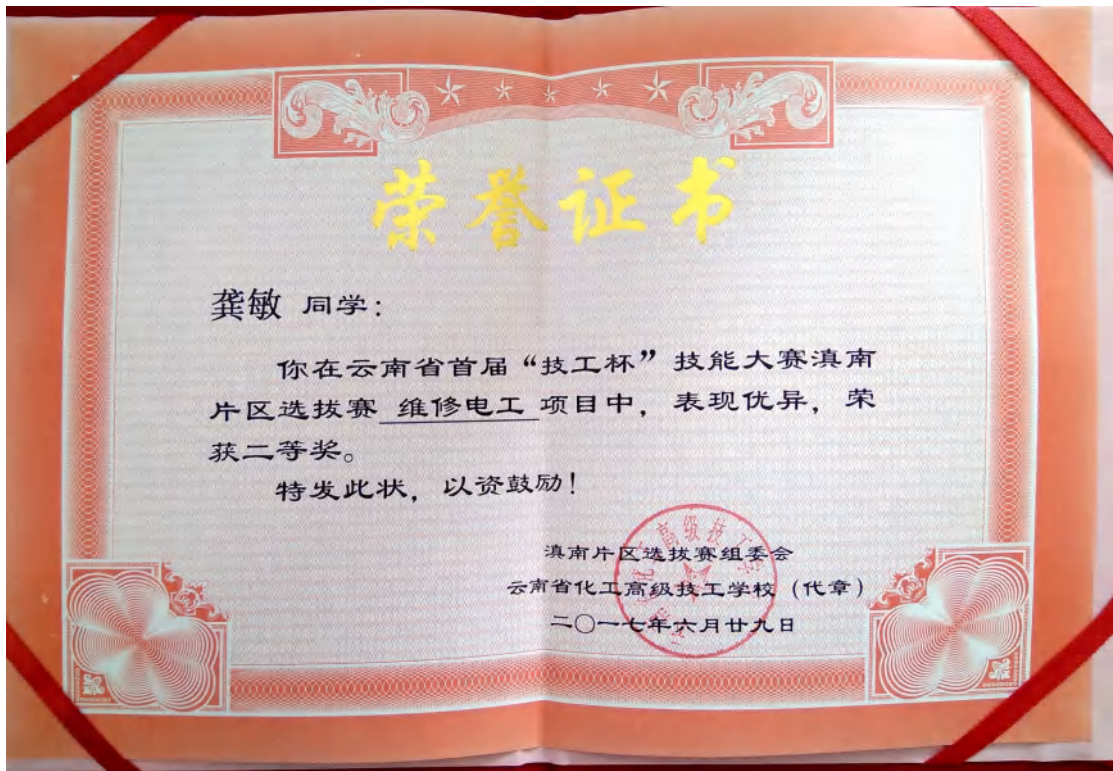 荣誉证书
龚敏 同学：
你在云南省首届“技工杯”技能大赛滇南
片区选拔赛 维修电工 项目中，表现优异，荣
获二等奖。
特发此状，以资鼓励！
滇南片区选拔赛组委会
云南省化工高级技工学校（代章）
二〇一七年六月廿九日